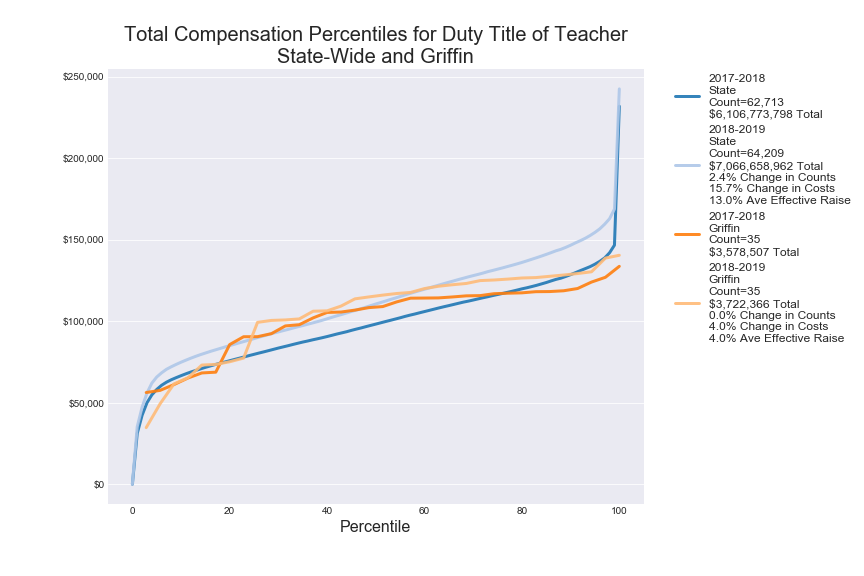 Total Compensation Percentiles for Duty Title of Teacher
State-Wide and Griffin
$250,000
$200,000
$150,000
$100,000
$50,000
$0
0
20
40
60
80
100
Percentile
2017-2018
State
Count=62,713
$6,106,773,798 Total
2018-2019
State
Count=64,209
$7,066,658,962 Total
2.4% Change in Counts
15.7% Change in Costs
13.0% Ave Effective Raise
2017-2018
Griffin
Count=35
$3,578,507 Total
2018-2019
Griffin
Count=35
$3,722,366 Total
0.0% Change in Counts
4.0% Change in Costs
4.0% Ave Effective Raise